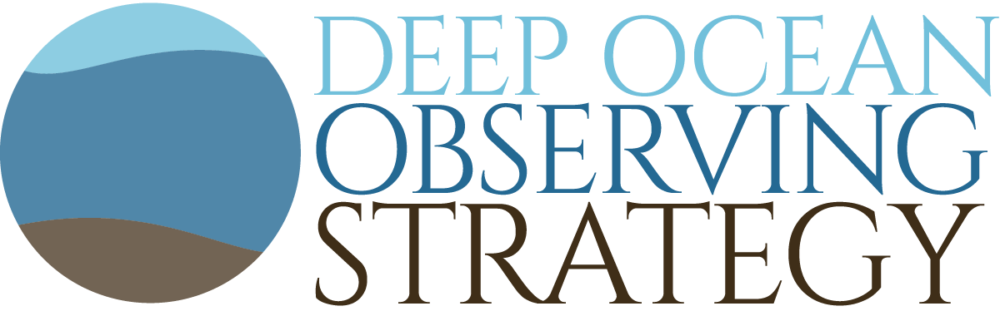 DEEP OCEAN
OBSERVING
STRATEGY